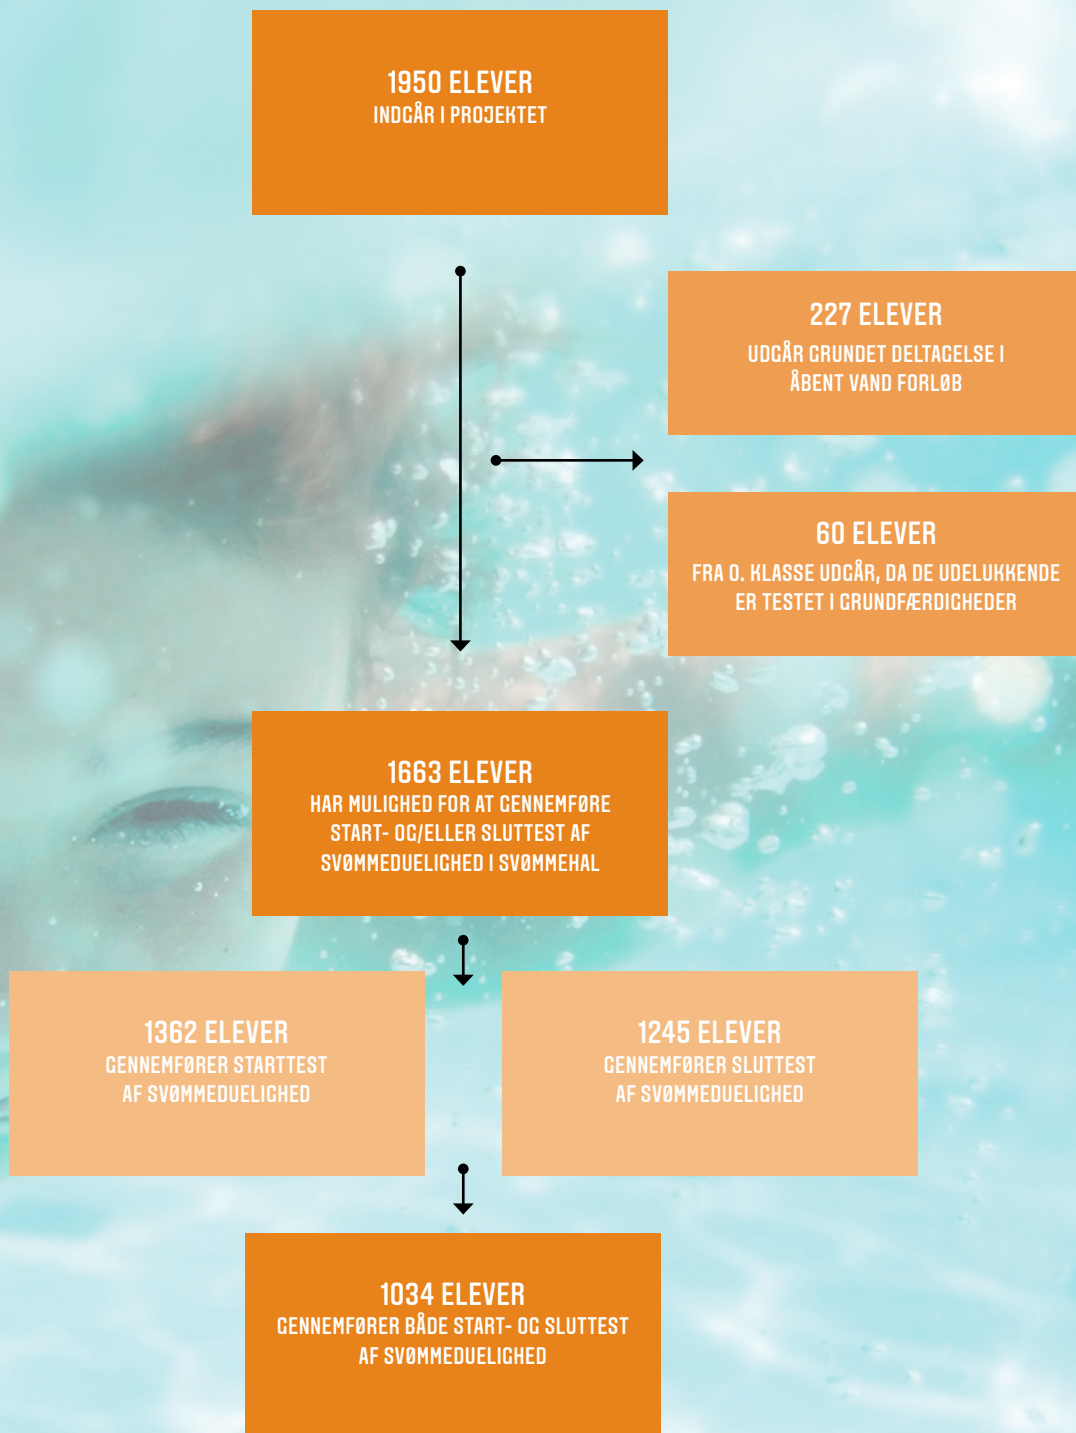 1950 ELEVER
INDGÅR I PROJEKTET
227 ELEVER
UDGÅR GRUNDET DELTAGELSE I
ÅBENT VAND FORLØB
60 ELEVER
FRA 0. KLASSE UDGÅR, DA DE UDELUKKENDE
ER TESTET I GRUNDFÆRDIGHEDER
1663 ELEVER
HAR MULIGHED FOR AT GENNEMFØRE
START- OG/ELLER SLUTTEST AF
SVØMMEDUELIGHED I SVØMMEHAL
1362 ELEVER
GENNEMFØRER STARTTEST
AF SVØMMEDUELIGHED
1245 ELEVER
GENNEMFØRER SLUTTEST
AF SVØMMEDUELIGHED
1034 ELEVER
GENNEMFØRER BÅDE START- OG SLUTTEST
AF SVØMMEDUELIGHED